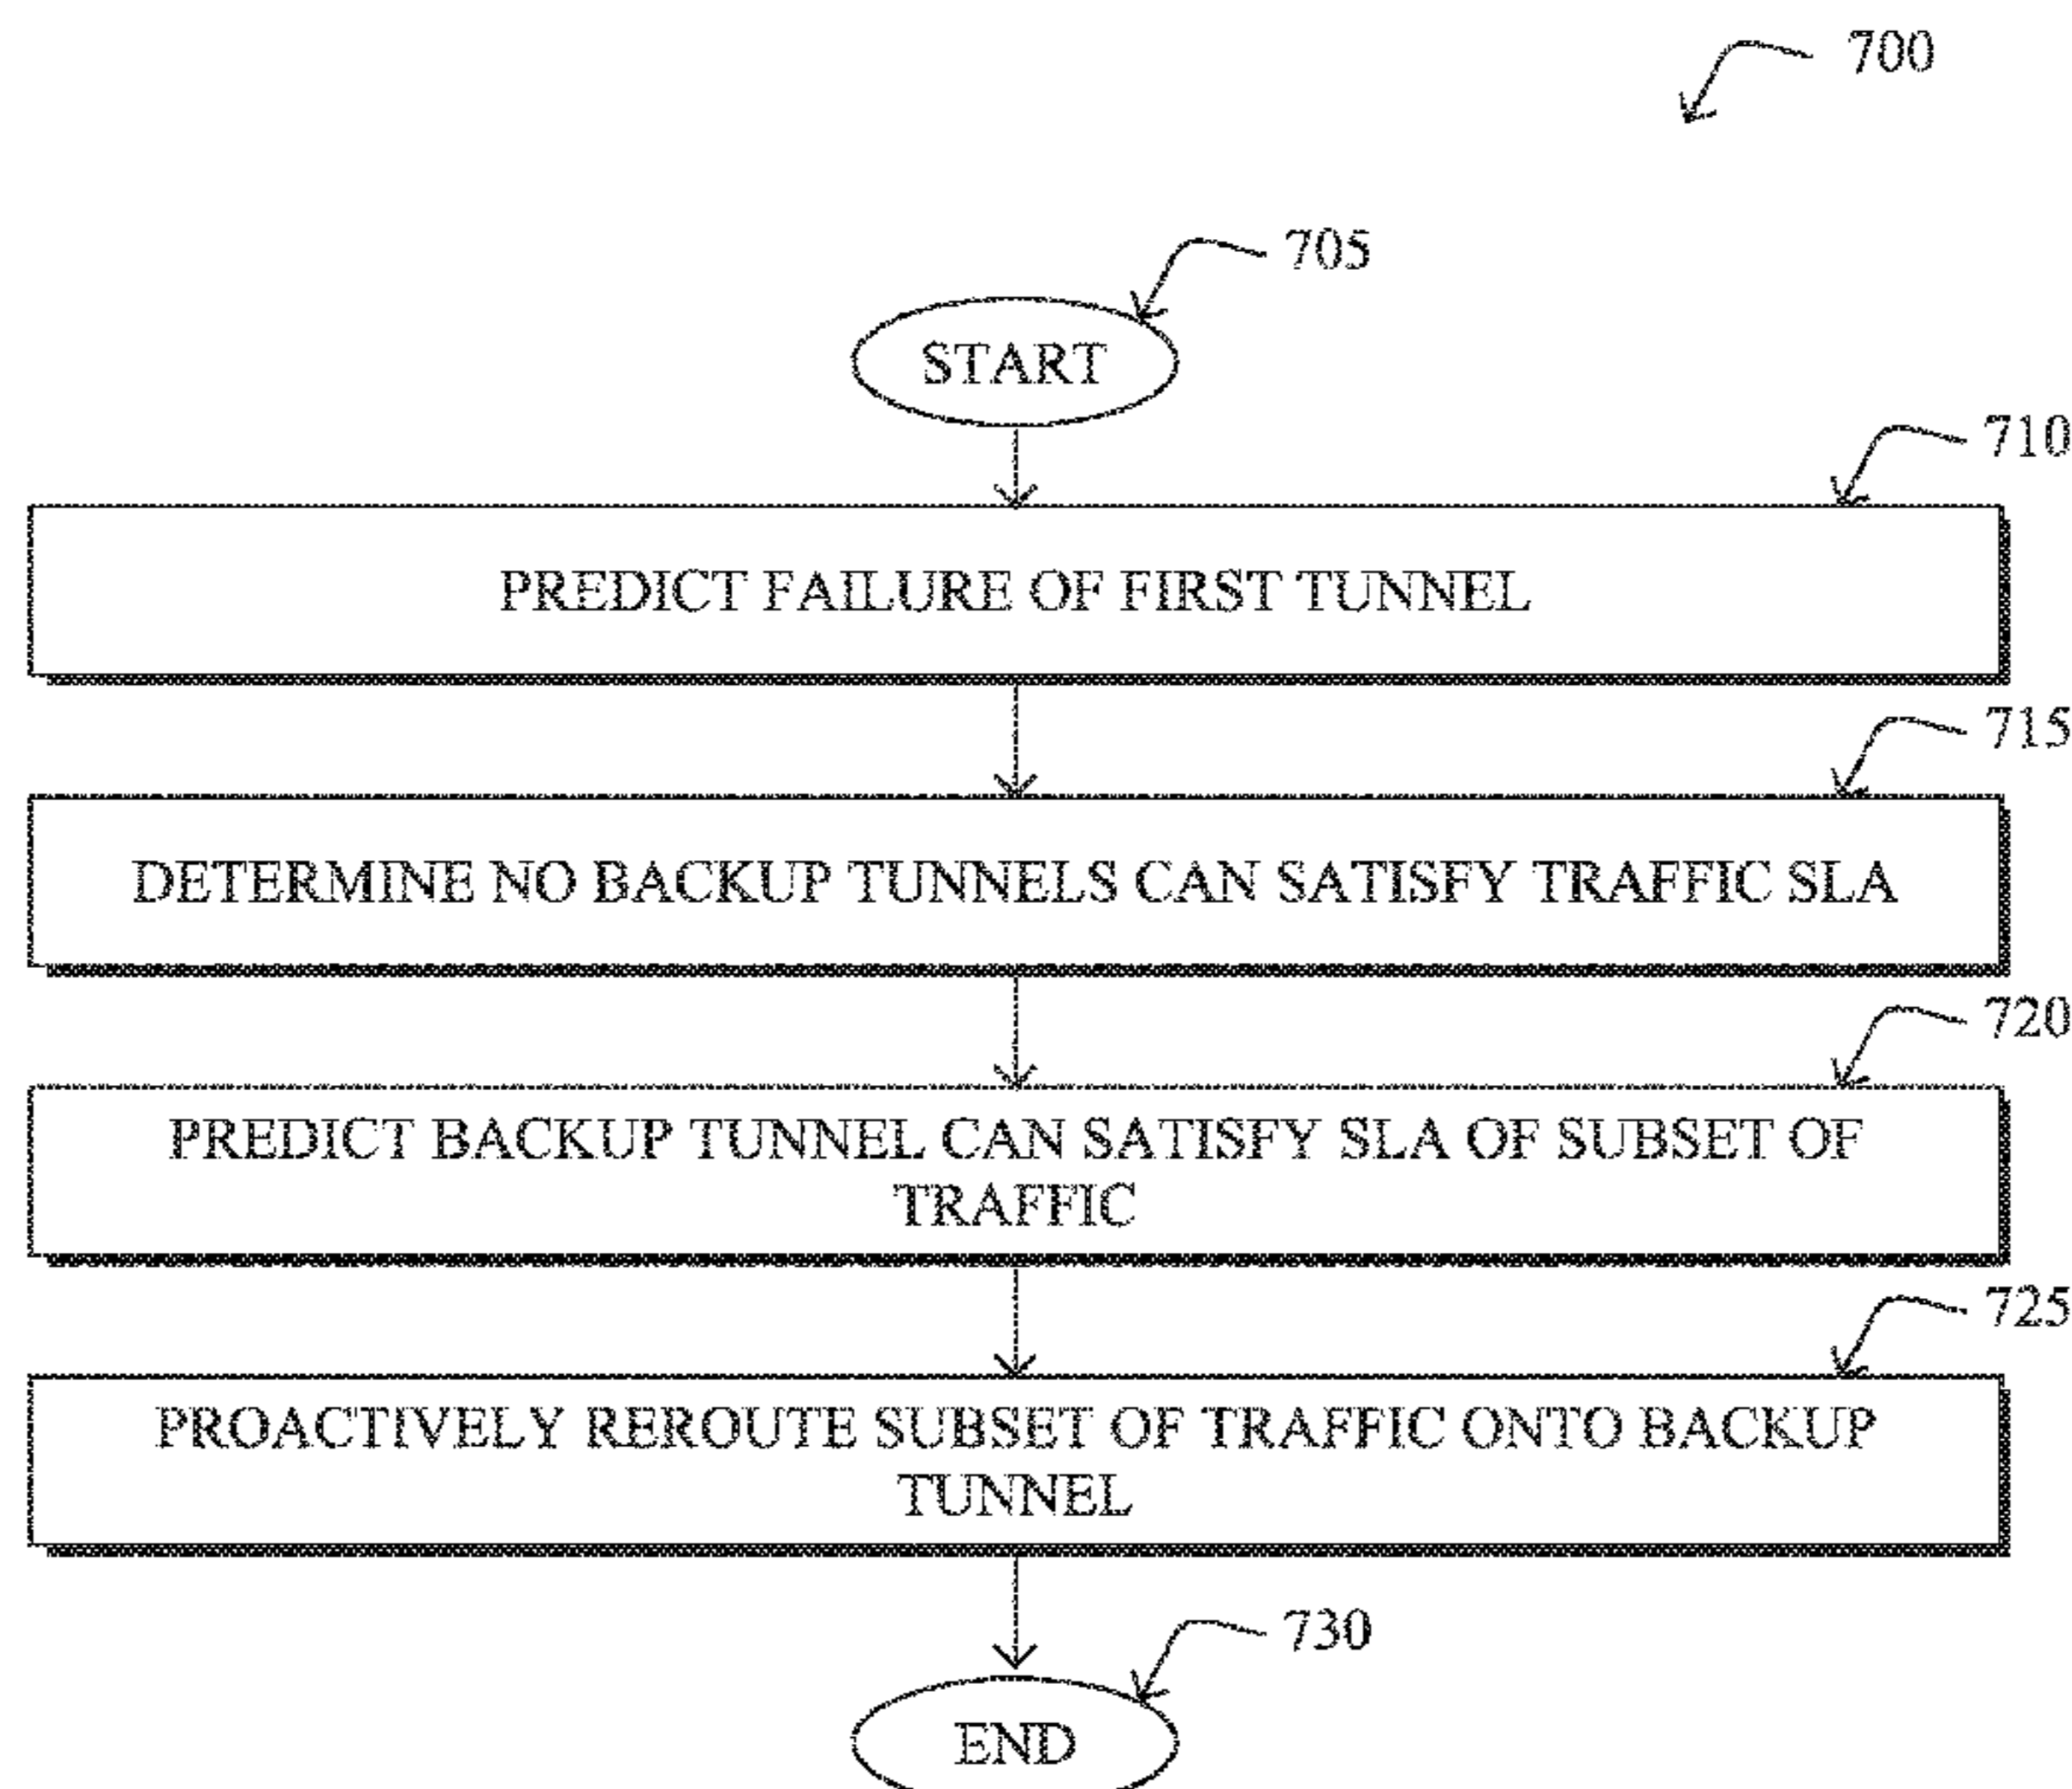 700
705
START
710
PREDICT FAILURE OF FIRST TUNNEL
715
DETERMINE NO BACKUP TUNNELS CAN SATISFY TRAFFIC SLA
720
PREDICT BACKUP TUNNEL CAN SATISFY SLA OF SUBSET OF
TRAFFIC
725
PROACTIVELY REROUTE SUBSET OF TRAFFIC ONTO BACKUP
TUNNEL
730
END